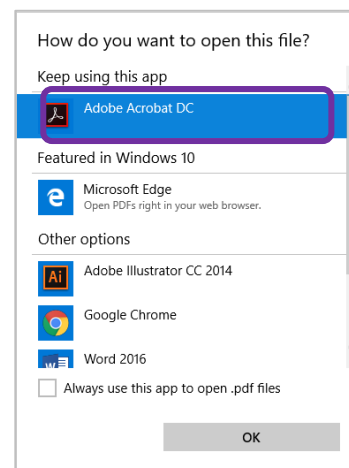 How do you want to open this file?
Keep using this app
Adobe Acrobat DC
Featured in Windows 10
Microsoft Edge
Open PDFs right in your web browser.
Other options
Ai
Adobe Illustrator CC 2014
Google Chrome
Word 2016
Always use this app to open .pdf files
OK